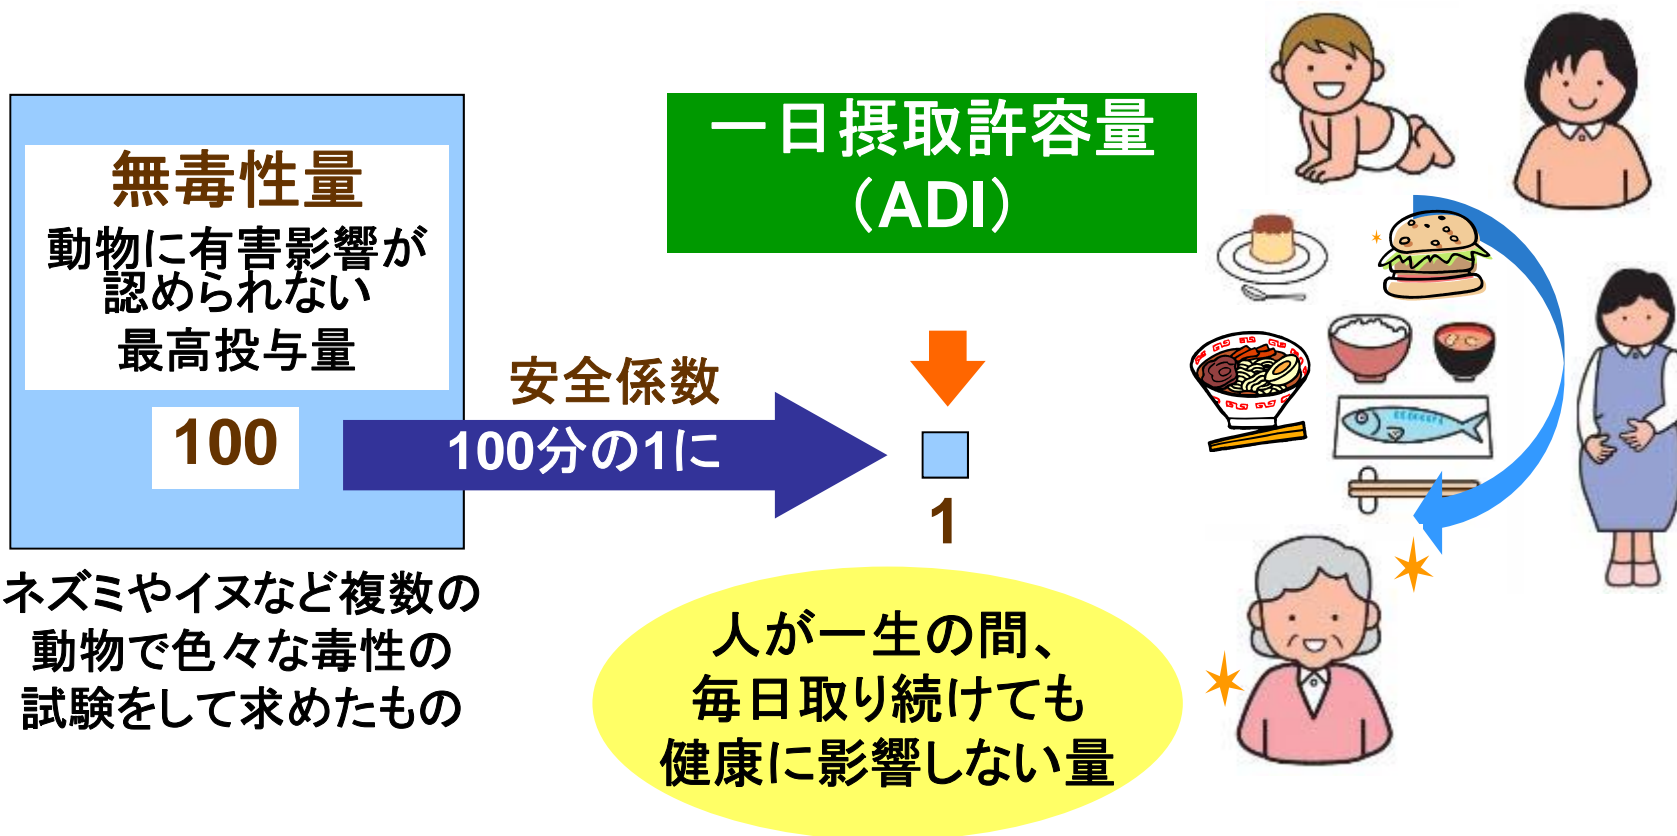 無毒性量
動物に有害影響が
認められない
最高投与量
100
ネズミやイヌなど複数の
動物で色々な毒性の
試験をして求めたもの
安全係数
100分の1に
一日摂取許容量
（ADI）
1
人が一生の間、
毎日取り続けても
健康に影響しない量